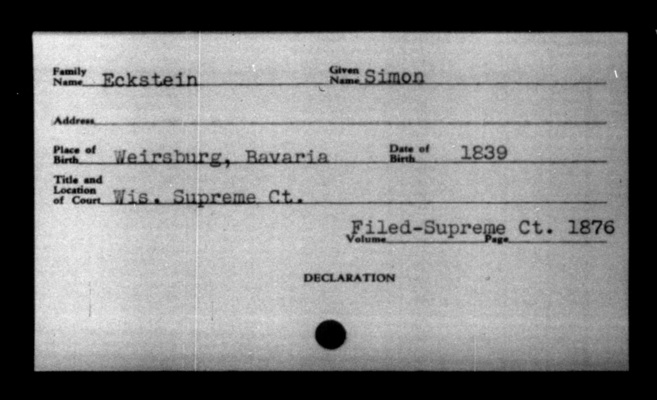 Family Name Eckstein Given Name Simon
Address
Place of Birth Weirsburg, Bavaria Date of Birth 1839
Title and Location of Court Wis. Supreme Ct.
Filed-Supreme Ct. 1876
Volume Page
DECLARATION